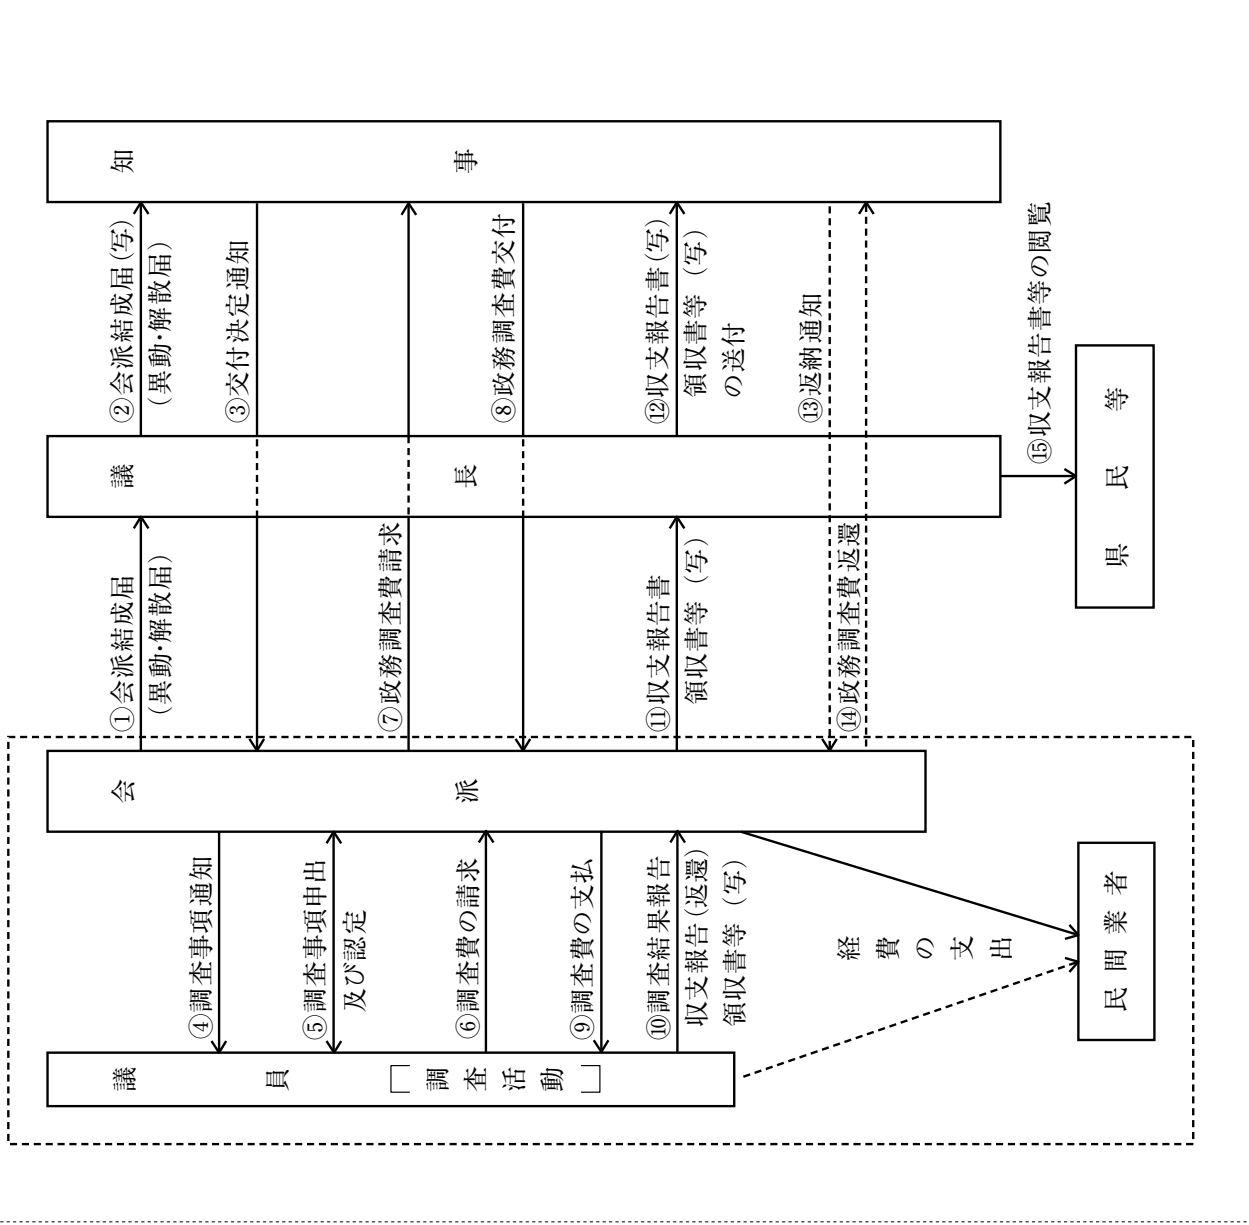 知事
②会派結成届(写)
(異動・解散届)
③交付決定通知
⑧政務調査費交付
⑫収支報告書(写)
領収書等(写)
の送付
⑬返納通知
⑮収支報告書等の閲覧
議長
県民等
①会派結成届
(異動・解散届)
⑦政務調査費請求
⑪収支報告書
領収書等(写)
⑭政務調査費返還
会派
④調査事項通知
⑤調査事項申出
及び認定
⑥調査費の請求
⑨調査費の支払
⑩調査結果報告
収支報告(返還)
領収書等(写)
経費の支出
民間業者
議員[調査活動]